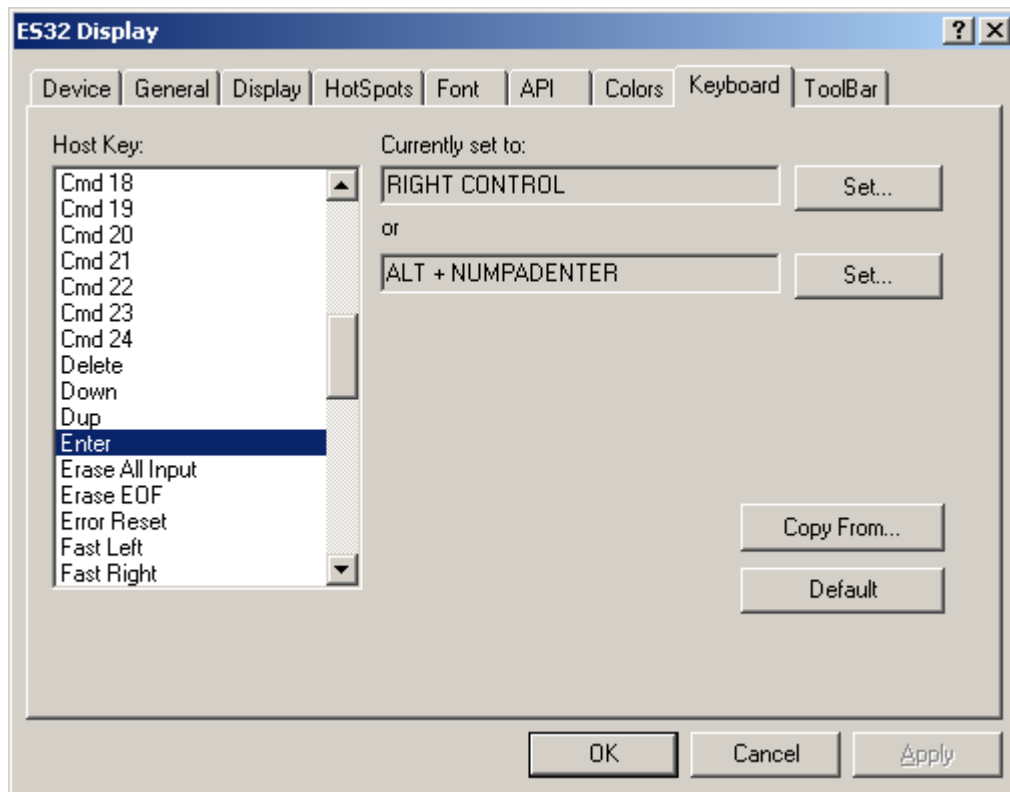 ES32 Display
Device General Display HotSpots Font API Colors Keyboard ToolBar
Host Key:
Cmd 18
Cmd 19
Cmd 20
Cmd 21
Cmd 22
Cmd 23
Cmd 24
Delete
Down
Dup
Enter
Erase All Input
Erase EOF
Error Reset
Fast Left
Fast Right
Currently set to:
RIGHT CONTROL Set...
or
ALT + NUMPADENTER Set...
Copy From...
Default
OK Cancel Apply